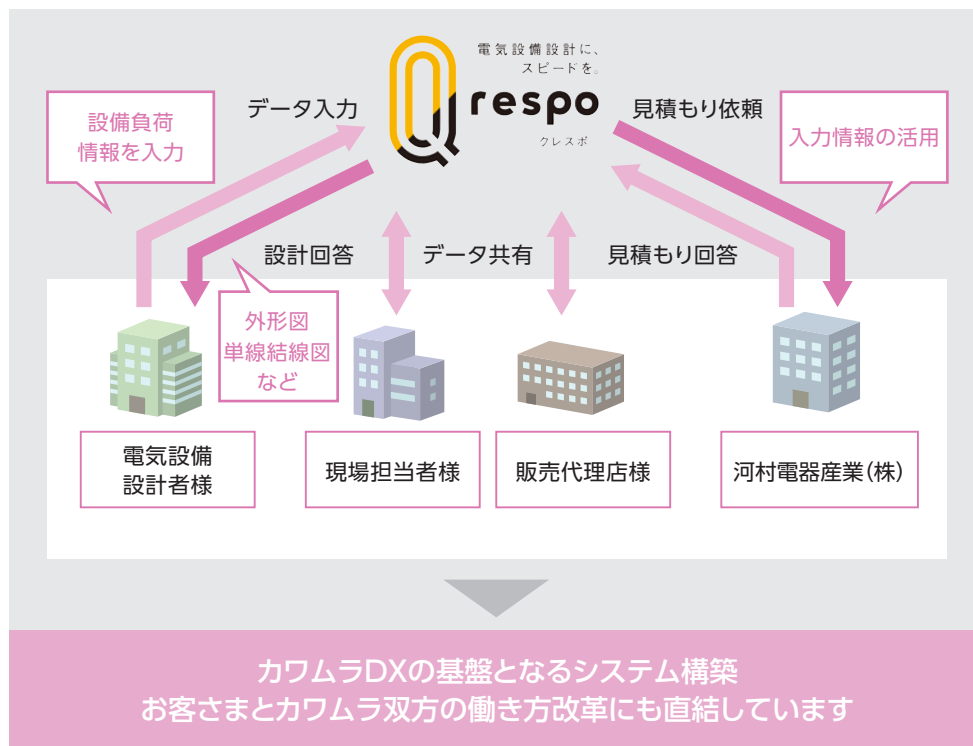 電気設備設計に、
スピードを。
Qrespo
クレスポ
設備負荷
情報を入力
データ入力
見積もり依頼
入力情報の活用
設計回答
データ共有
見積もり回答
外形図
単線結線図
など
電気設備
設計者様
現場担当者様
販売代理店様
河村電器産業(株)
カワムラDXの基盤となるシステム構築
お客さまとカワムラ双方の働き方改革にも直結しています